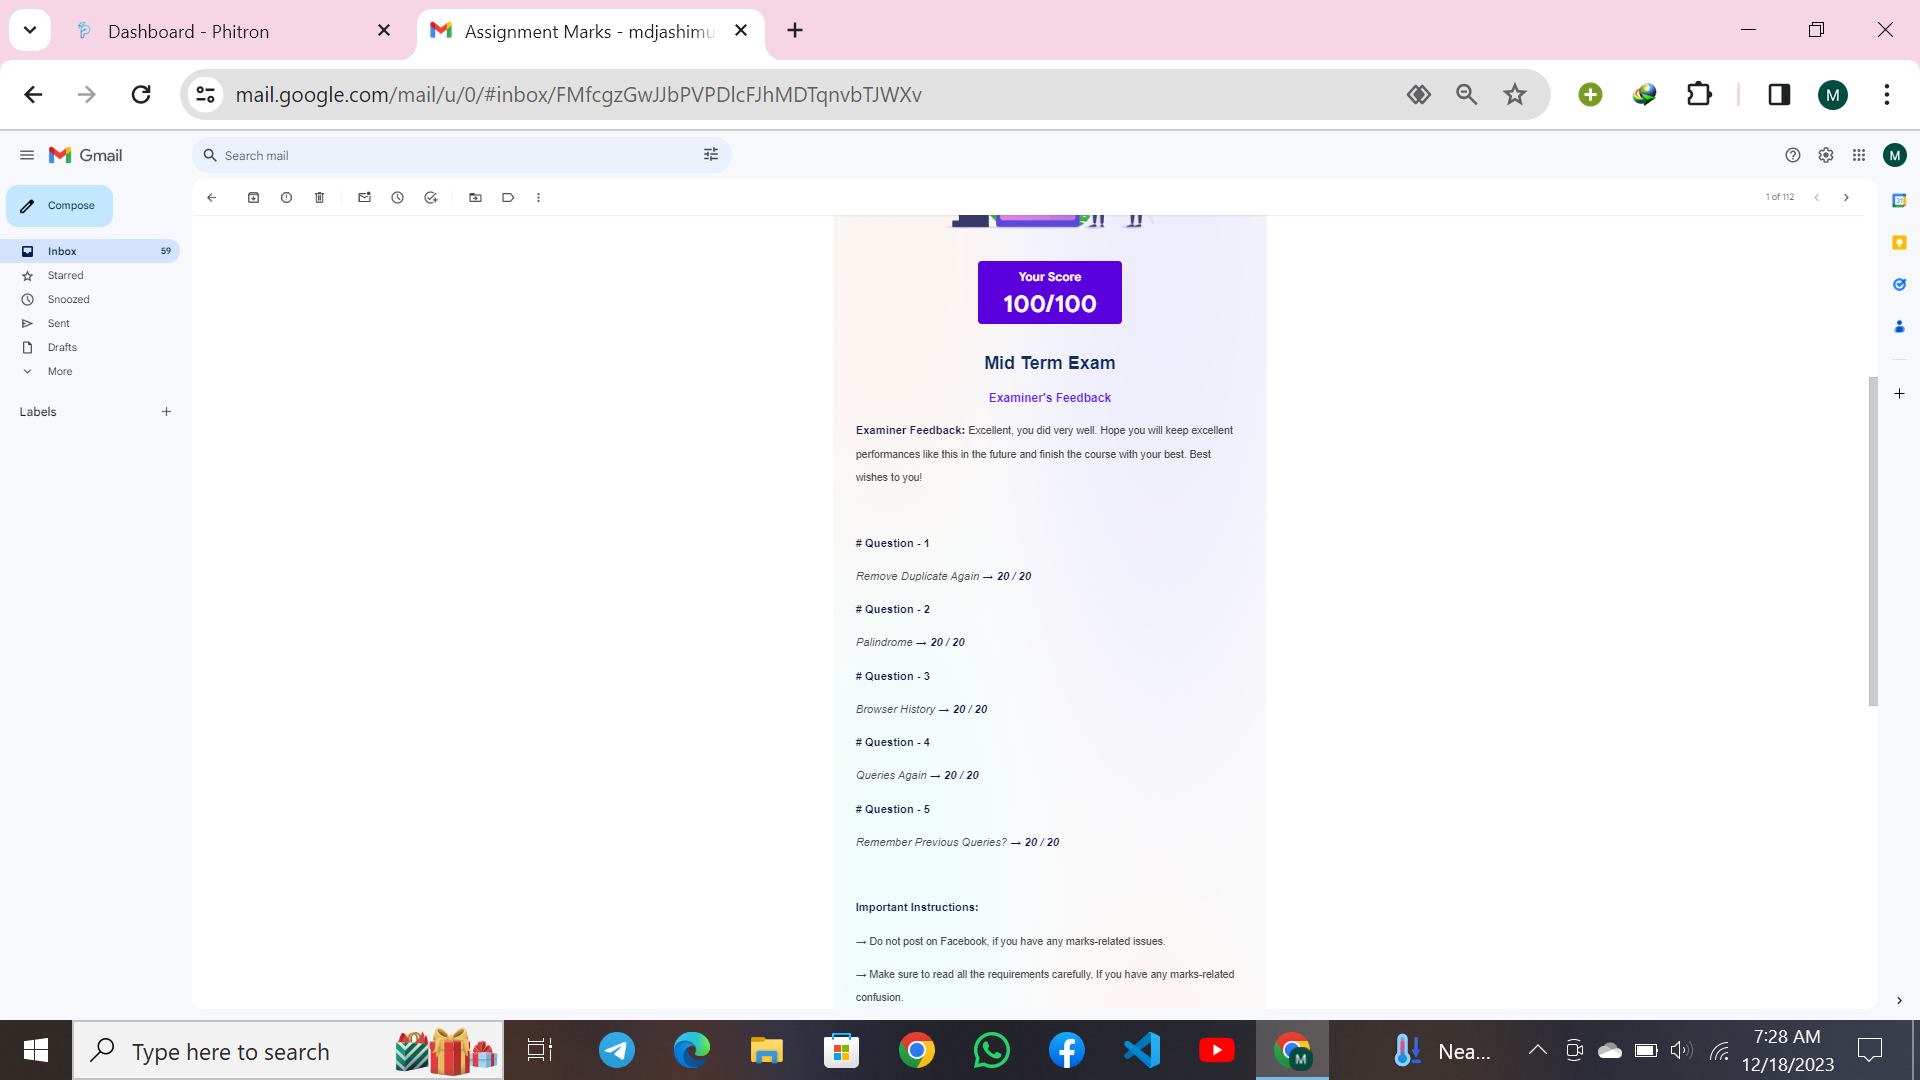 Dashboard - Phitron
Assignment Marks - mdjashimu
mail.google.com/mail/u/0/#inbox/FMfcgzGwJJbPVPDlcFJhMDTqnvbTJWXv
M
Gmail
Search mail
M
Compose
1 of 112
Inbox 59
Starred
Snoozed
Sent
Drafts
More
Labels
Your Score
100/100
Mid Term Exam
Examiner's Feedback
Examiner Feedback: Excellent, you did very well. Hope you will keep excellent
performances like this in the future and finish the course with your best. Best
wishes to you!
# Question - 1
Remove Duplicate Again → 20 / 20
# Question - 2
Palindrome → 20 / 20
# Question - 3
Browser History → 20 / 20
# Question - 4
Queries Again → 20 / 20
# Question - 5
Remember Previous Queries? → 20 / 20
Important Instructions:
→ Do not post on Facebook, if you have any marks-related issues.
→ Make sure to read all the requirements carefully, If you have any marks-related
confusion.
Type here to search
M
Nea...
7:28 AM
12/18/2023